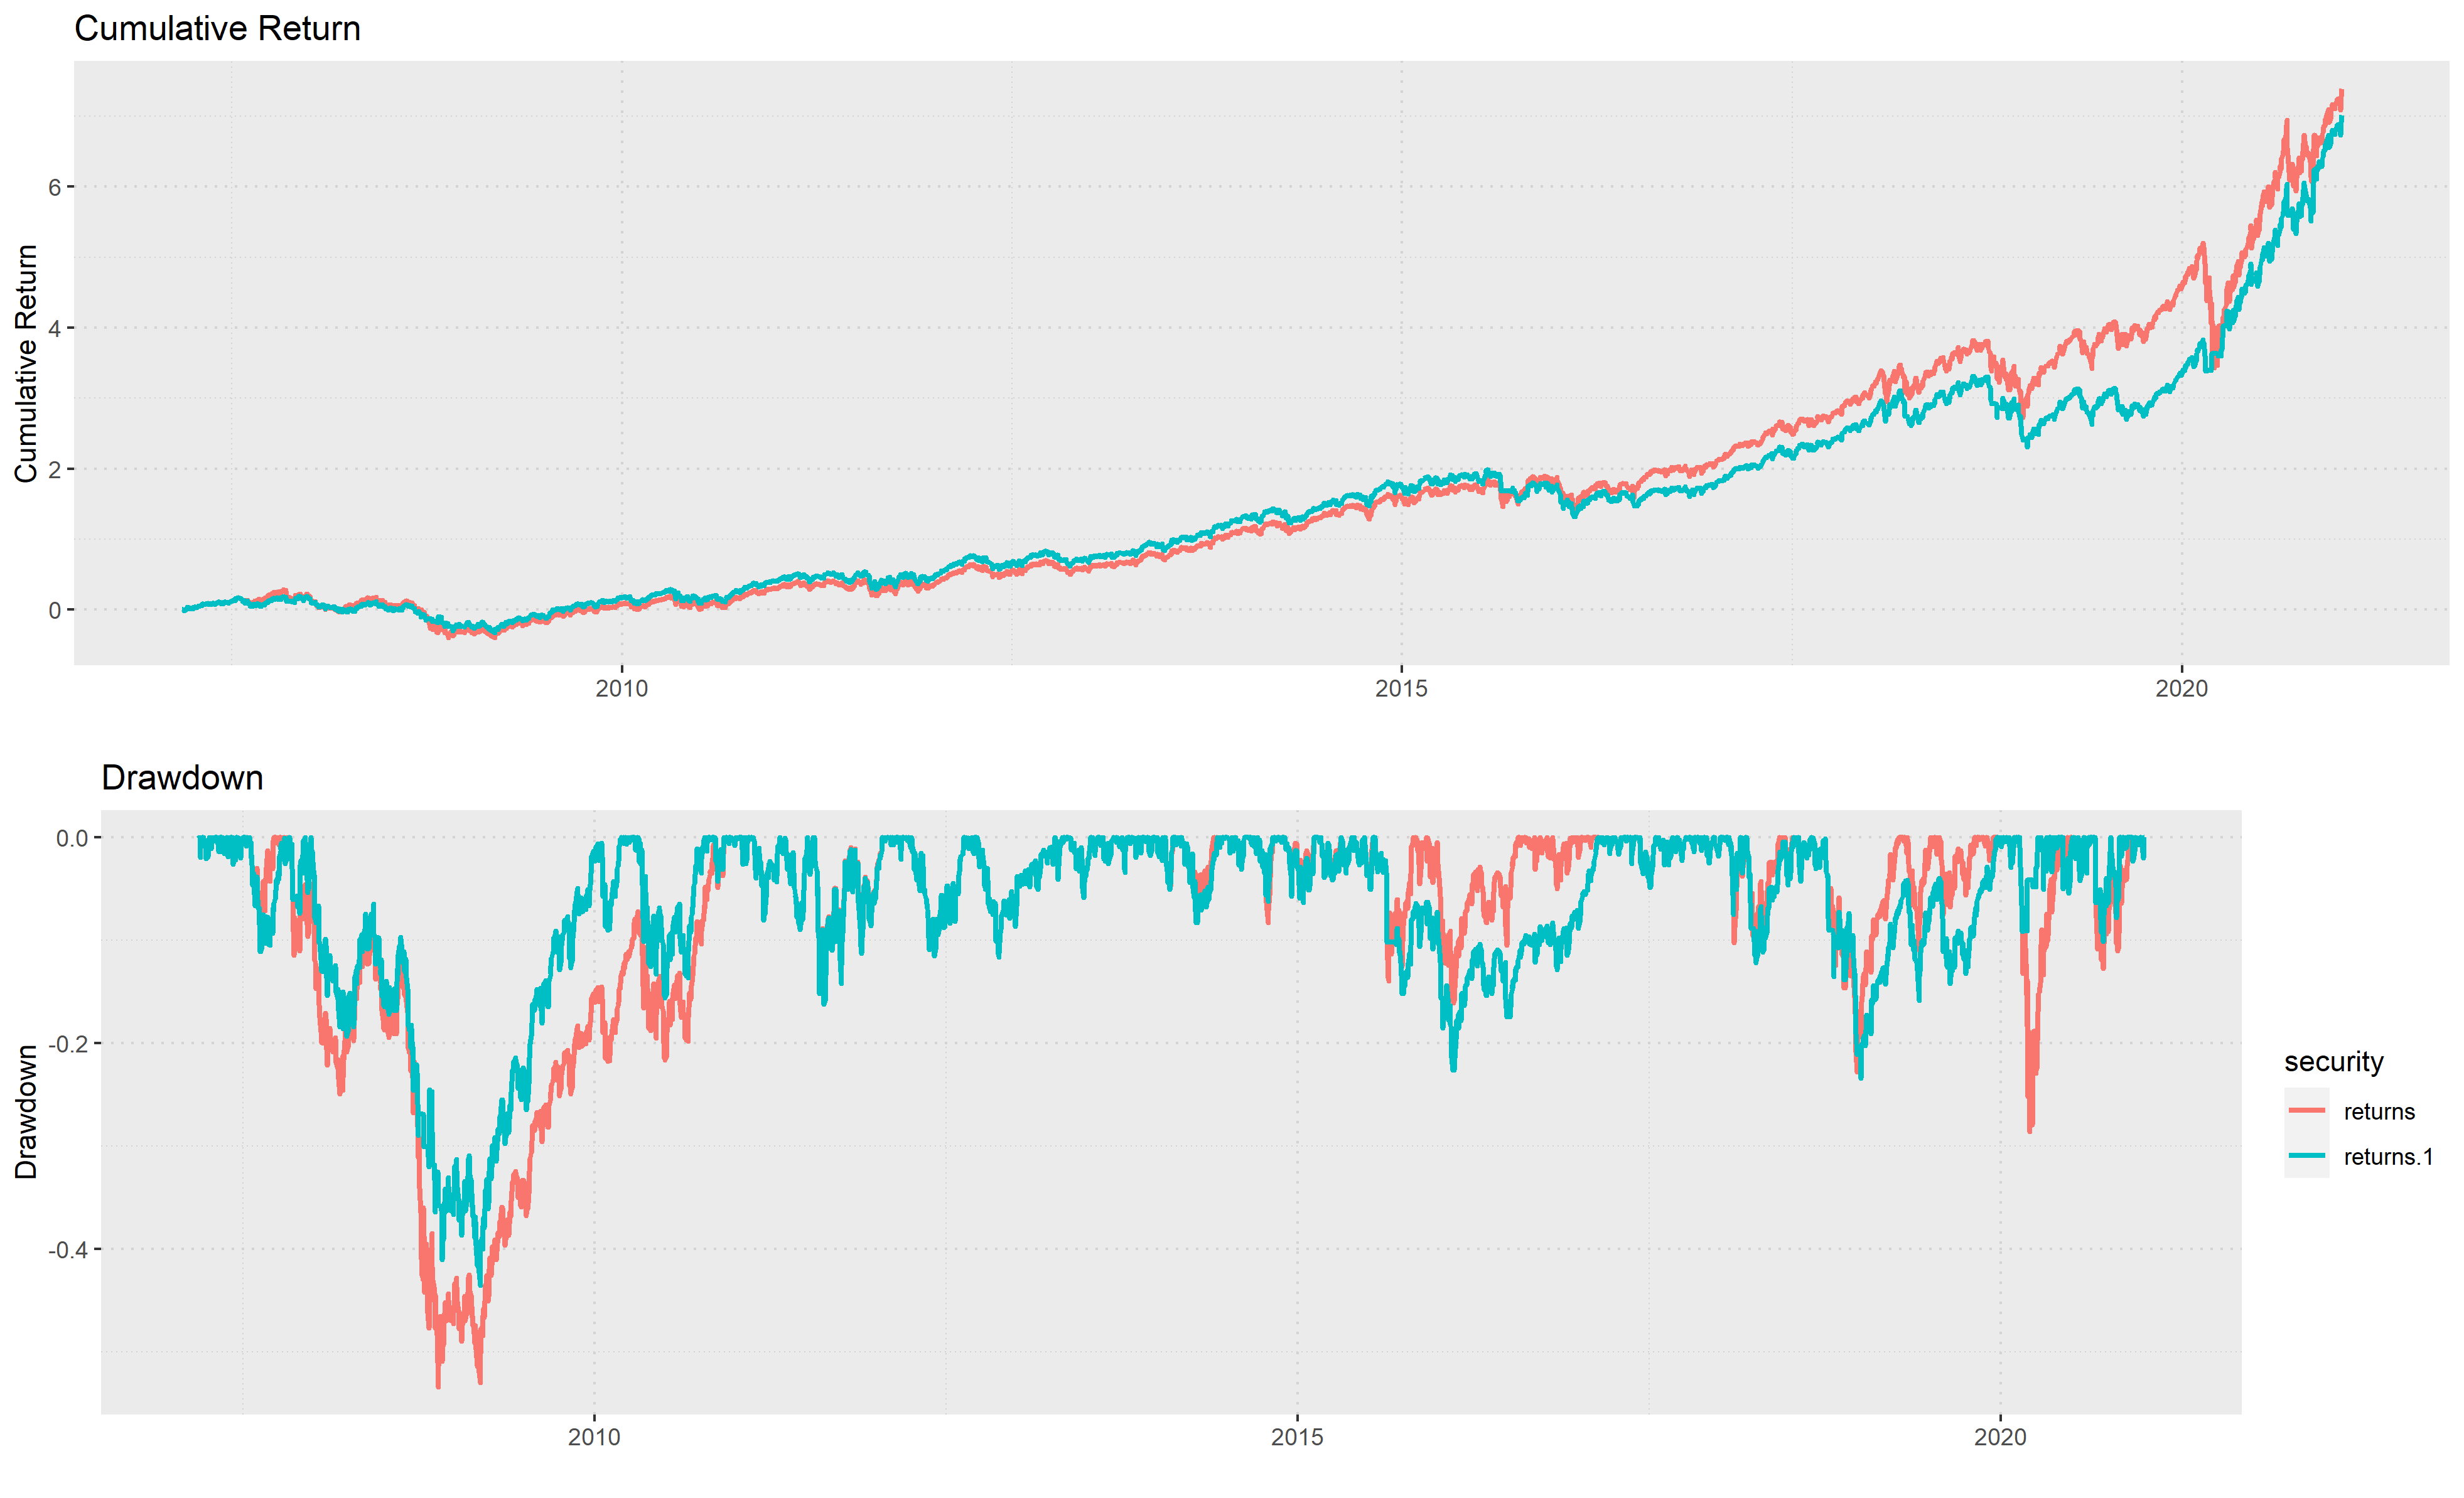 Cumulative Return
Cumulative Return
6
4
2
0
2010
2015
2020
Drawdown
Drawdown
0.0
-0.2
-0.4
2010
2015
2020
security
returns
returns.1